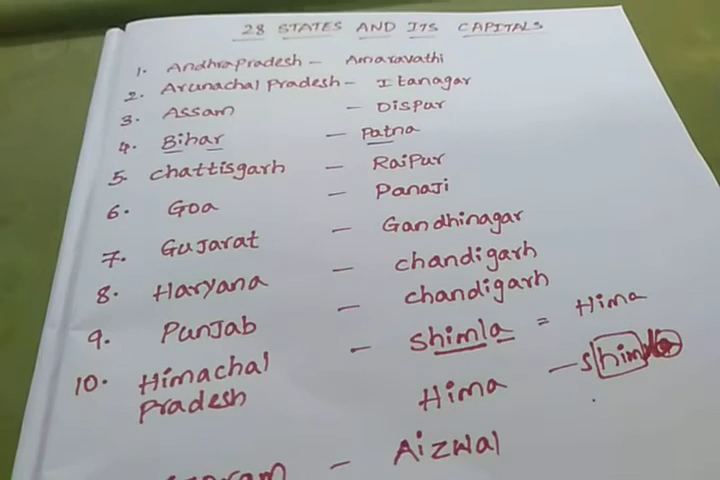 28 STATES AND ITS CAPITALS
1. Andhrapradesh - Amaravathi
2. Arunachal Pradesh - Itanagar
3. Assam - Dispur
4. Bihar - Patna
5. Chattisgarh - Raipur
6. Goa - Panaji
7. Gujarat - Gandhinagar
8. Haryana - chandigarh
9. Punjab - chandigarh
10. Himachal Pradesh - Shimla = Hima
Hima - Shimla
- Aizwal